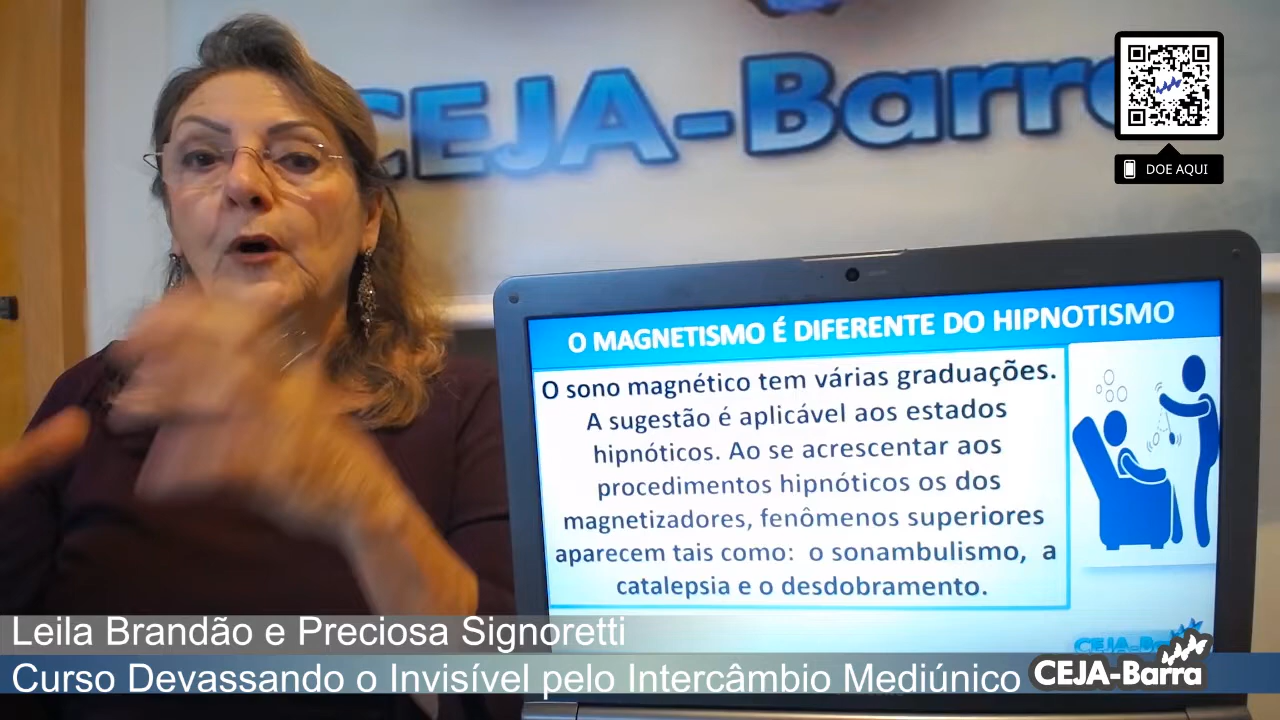 CEJA-Barra
DOE AQUI
O MAGNETISMO É DIFERENTE DO HIPNOTISMO
O sono magnético tem várias graduações.
A sugestão é aplicável aos estados
hipnóticos. Ao se acrescentar aos
procedimentos hipnóticos os dos
magnetizadores, fenômenos superiores
aparecem tais como: o sonambulismo, a
catalepsia e o desdobramento.
Leila Brandão e Preciosa Signoretti
Curso Devassando o Invisível pelo Intercâmbio Mediúnico
CEJA-Barra